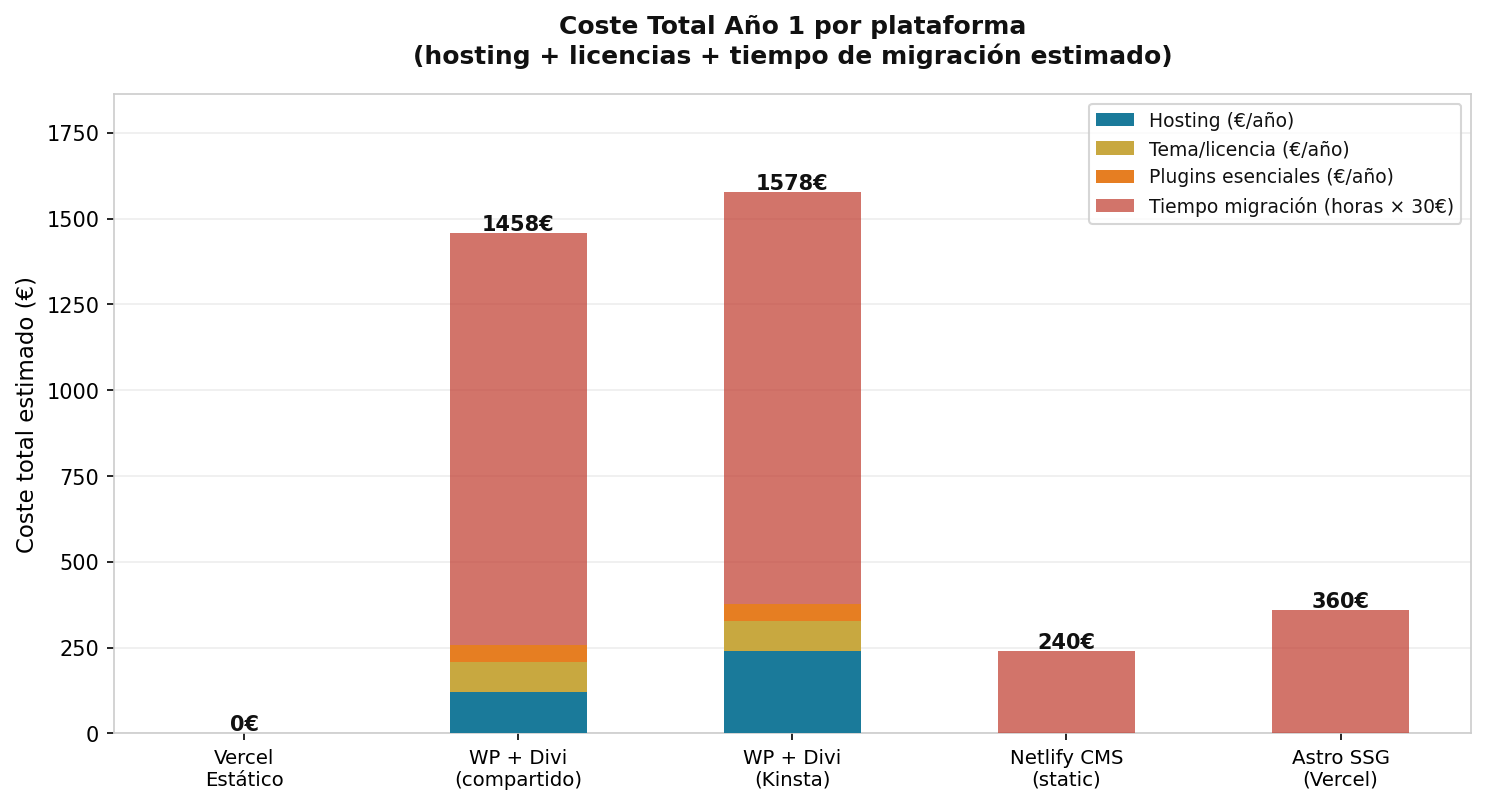 Coste Total Año 1 por plataforma
(hosting + licencias + tiempo de migración estimado)
Hosting (€/año)
Tema/licencia (€/año)
Plugins esenciales (€/año)
Tiempo migración (horas × 30€)
Coste total estimado (€)
1750
1500
1250
1000
750
500
250
0
0€
1458€
1578€
240€
360€
Vercel
Estático
WP + Divi
(compartido)
WP + Divi
(Kinsta)
Netlify CMS
(static)
Astro SSG
(Vercel)